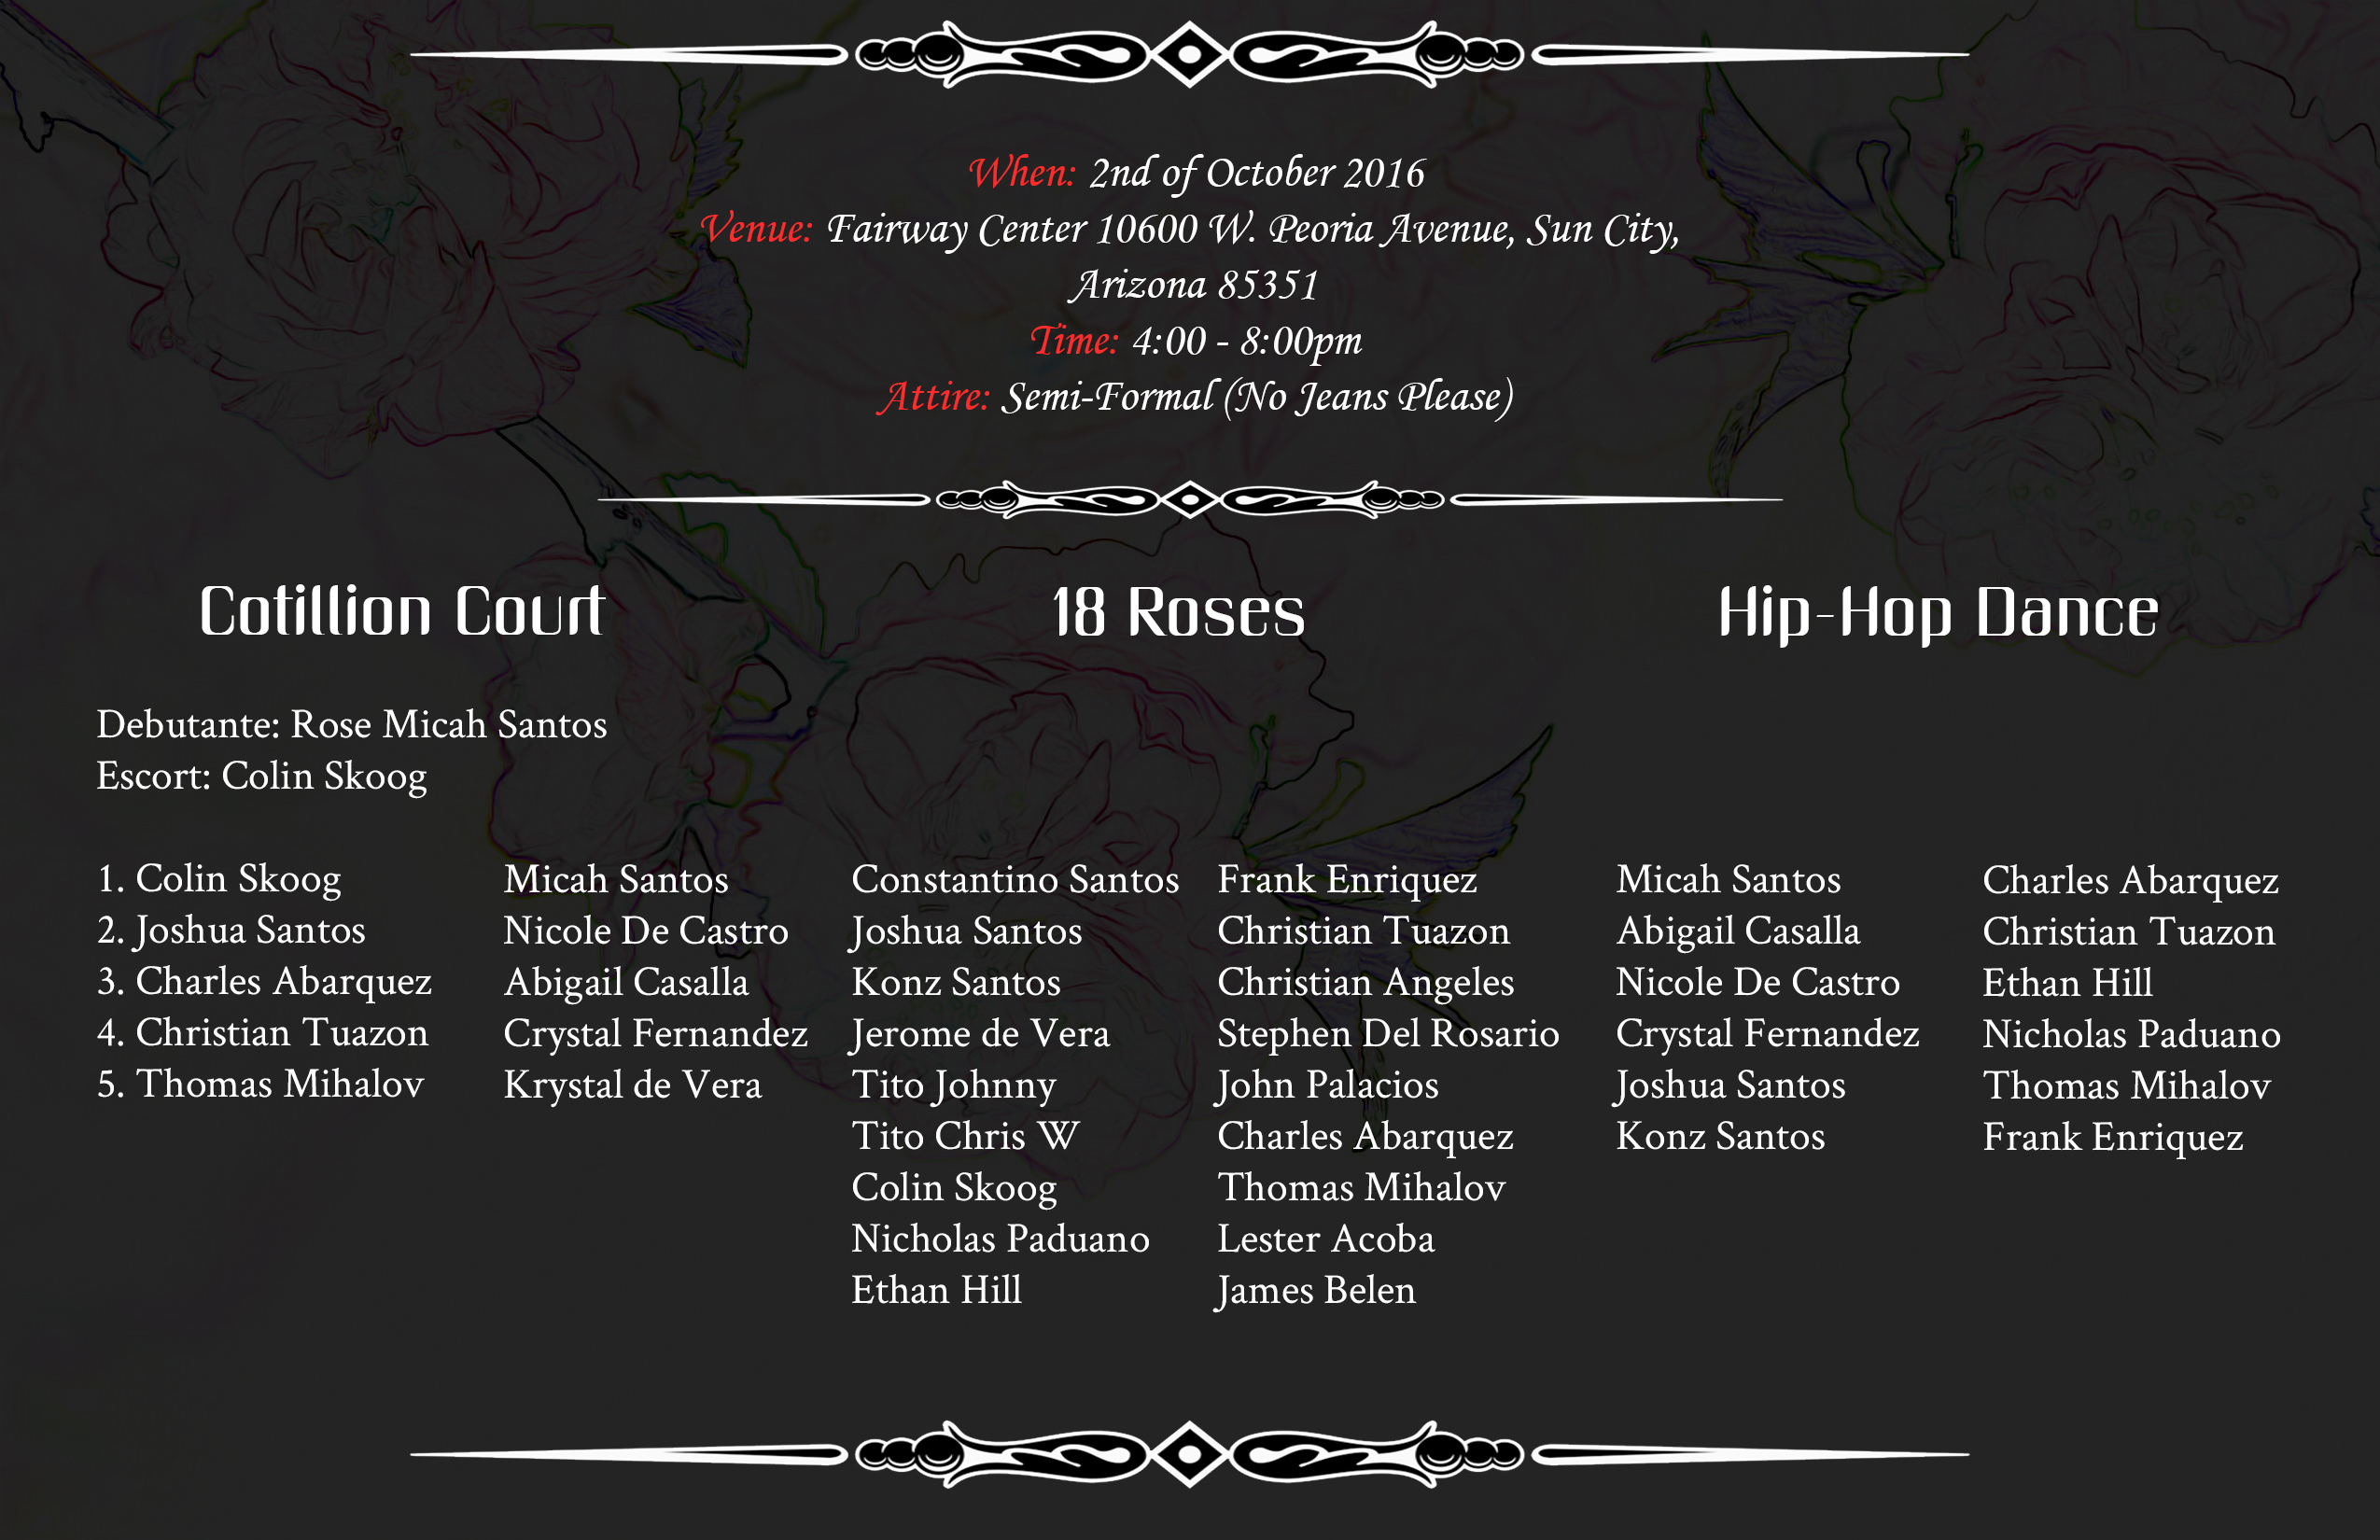 When: 2nd of October 2016
Venue: Fairway Center 10600 W. Peoria Avenue, Sun City,
Arizona 85351
Time: 4:00 - 8:00pm
Attire: Semi-Formal (No Jeans Please)
Cotillion Court
Debutante: Rose Micah Santos
Escort: Colin Skoog
1. Colin Skoog
2. Joshua Santos
3. Charles Abarquez
4. Christian Tuazon
5. Thomas Mihalov
Micah Santos
Nicole De Castro
Abigail Casalla
Crystal Fernandez
Krystal de Vera
18 Roses
Constantino Santos
Joshua Santos
Konz Santos
Jerome de Vera
Tito Johnny
Tito Chris W
Colin Skoog
Nicholas Paduano
Ethan Hill
Frank Enriquez
Christian Tuazon
Christian Angeles
Stephen Del Rosario
John Palacios
Charles Abarquez
Thomas Mihalov
Lester Acoba
James Belen
Hip-Hop Dance
Micah Santos
Abigail Casalla
Nicole De Castro
Crystal Fernandez
Joshua Santos
Konz Santos
Charles Abarquez
Christian Tuazon
Ethan Hill
Nicholas Paduano
Thomas Mihalov
Frank Enriquez